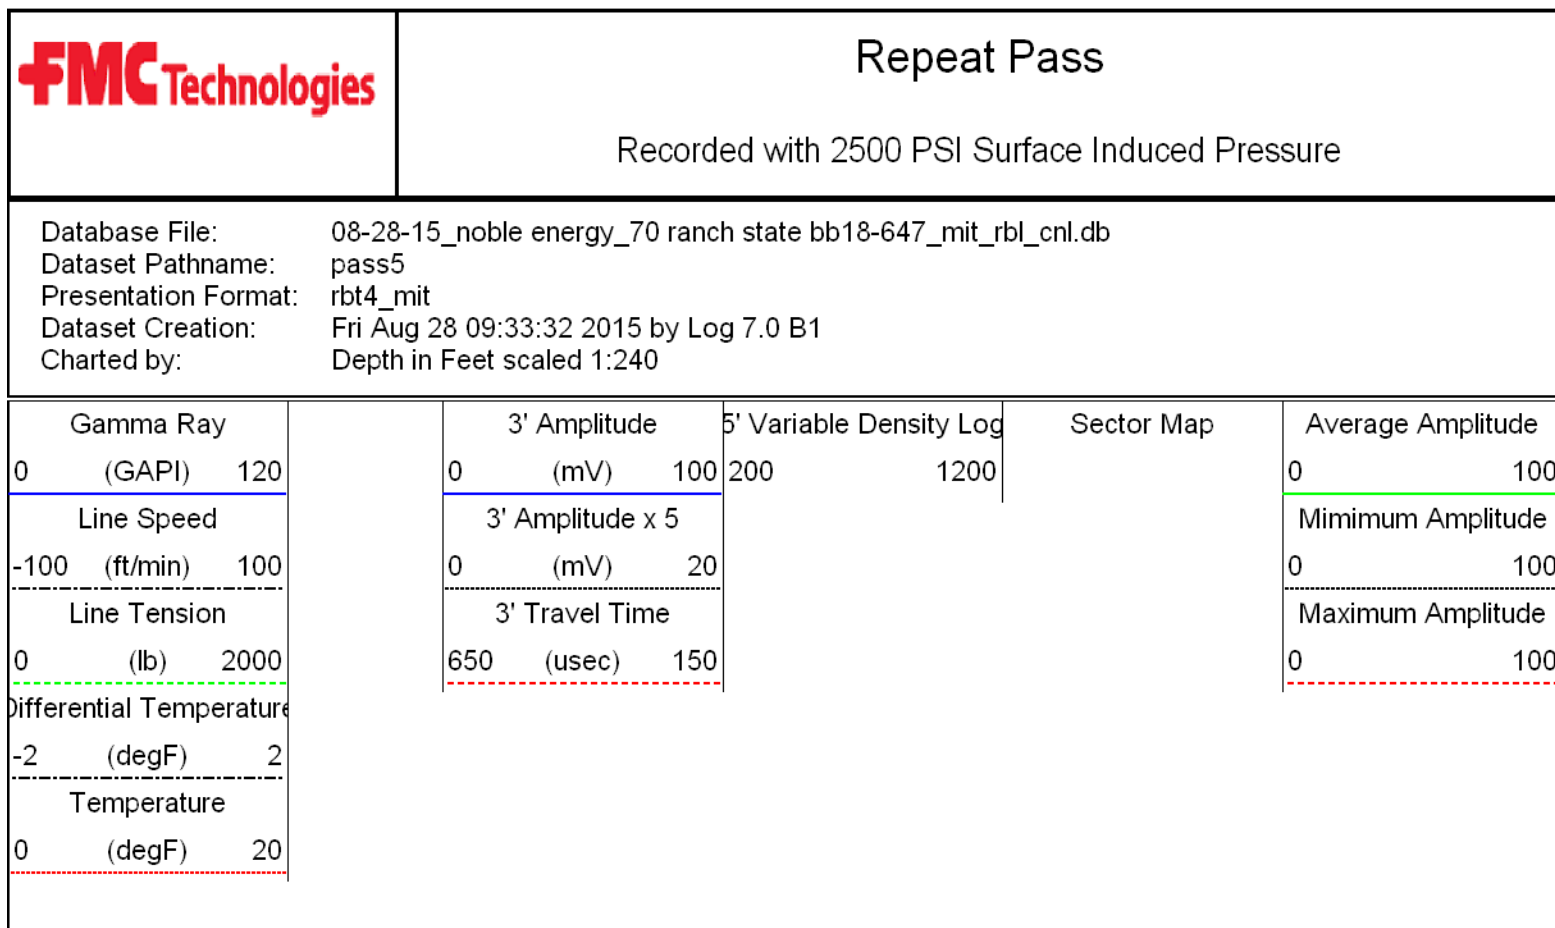 FMC Technologies
Repeat Pass
Recorded with 2500 PSI Surface Induced Pressure
Database File: 08-28-15_noble energy_70 ranch state bb18-647_mit_rbl_cnl.db
Dataset Pathname: pass5
Presentation Format: rbt4_mit
Dataset Creation: Fri Aug 28 09:33:32 2015 by Log 7.0 B1
Charted by: Depth in Feet scaled 1:240
Gamma Ray
0 (GAPI) 120
Line Speed
-100 (ft/min) 100
Line Tension
0 (lb) 2000
Differential Temperature
-2 (degF) 2
Temperature
0 (degF) 20
3' Amplitude
0 (mV) 100
3' Amplitude x 5
0 (mV) 20
3' Travel Time
650 (usec) 150
5' Variable Density Log
200 1200
Sector Map
Average Amplitude
0 100
Mimimum Amplitude
0 100
Maximum Amplitude
0 100